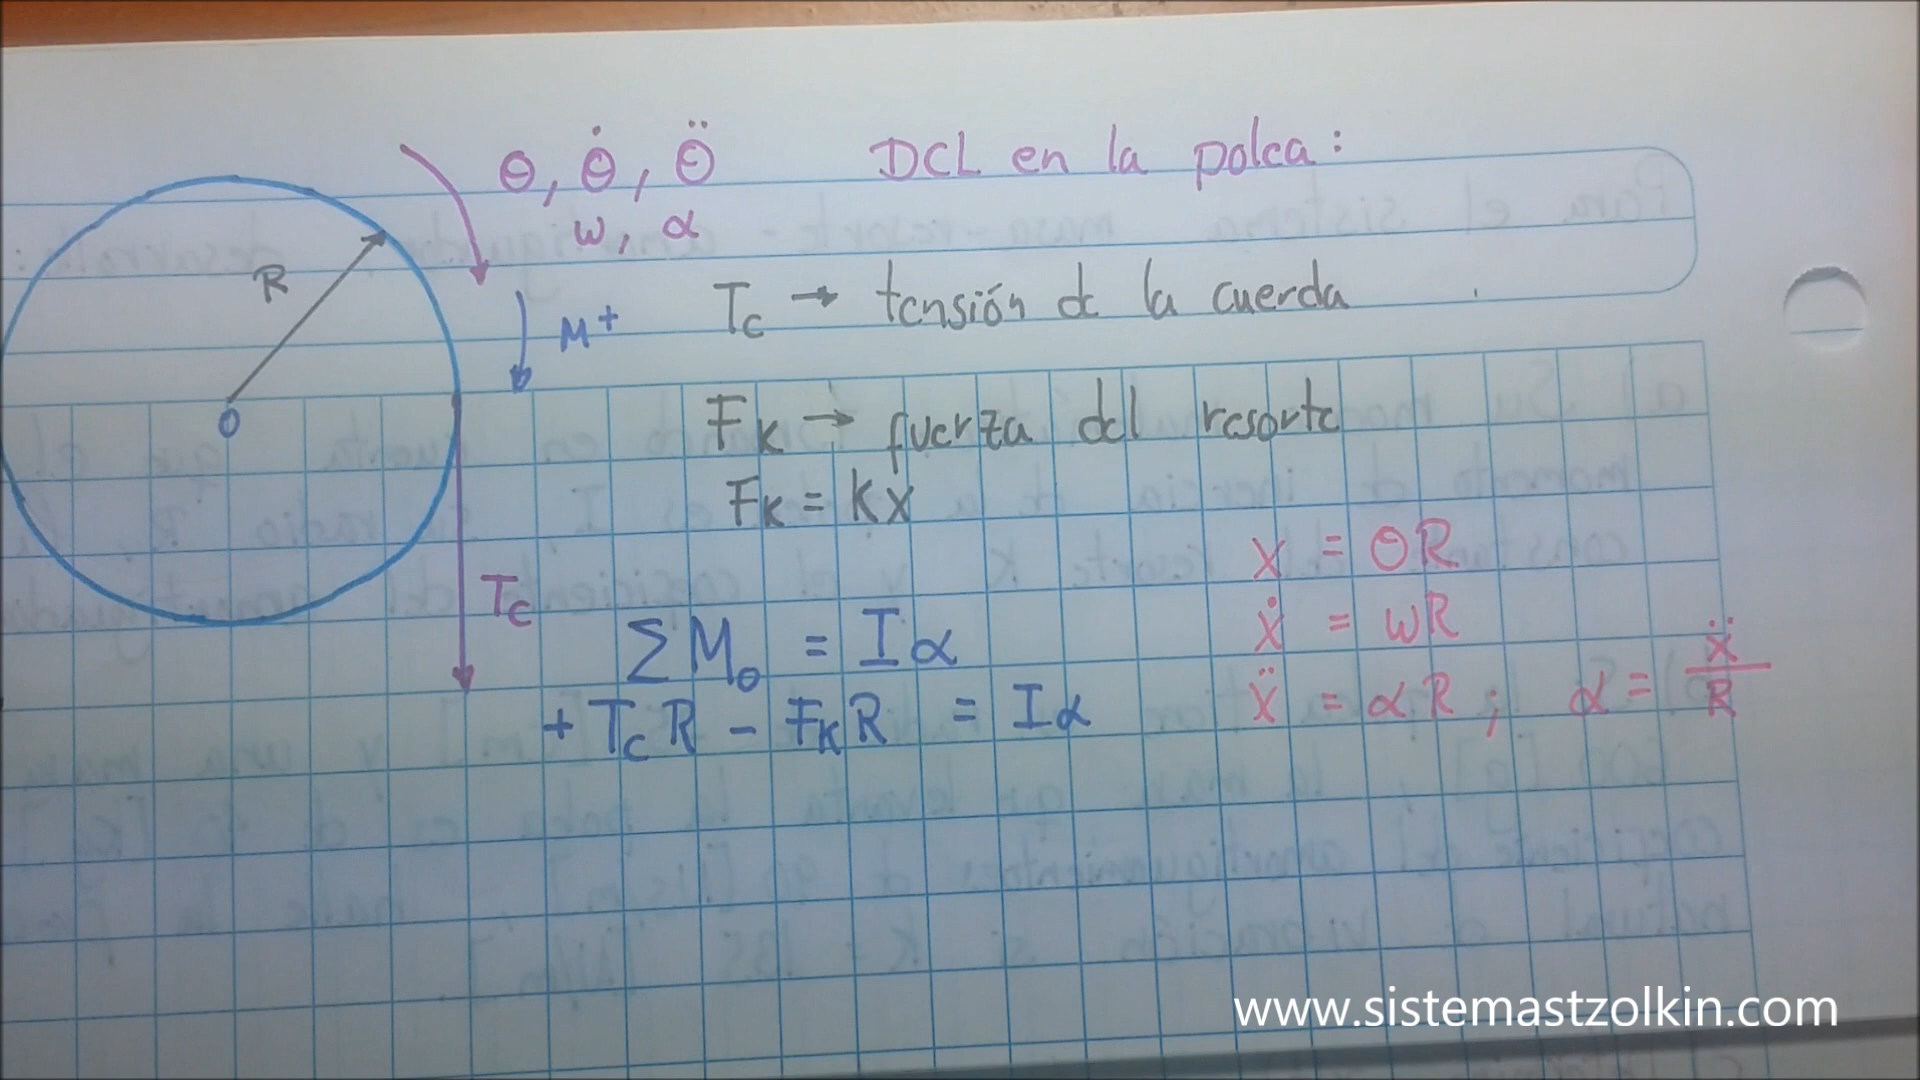 θ, θ̇, θ̈
ω, α
DCL en la polea:
R
M+
Tc → tensión de la cuerda
O
FK → fuerza del resorte
FK = KX
X = θR
Ẋ = ωR
Ẍ = αR ; α = Ẍ/R
Tc
ΣMo = Iα
+ TcR - FKR = Iα
www.sistemastzolkin.com